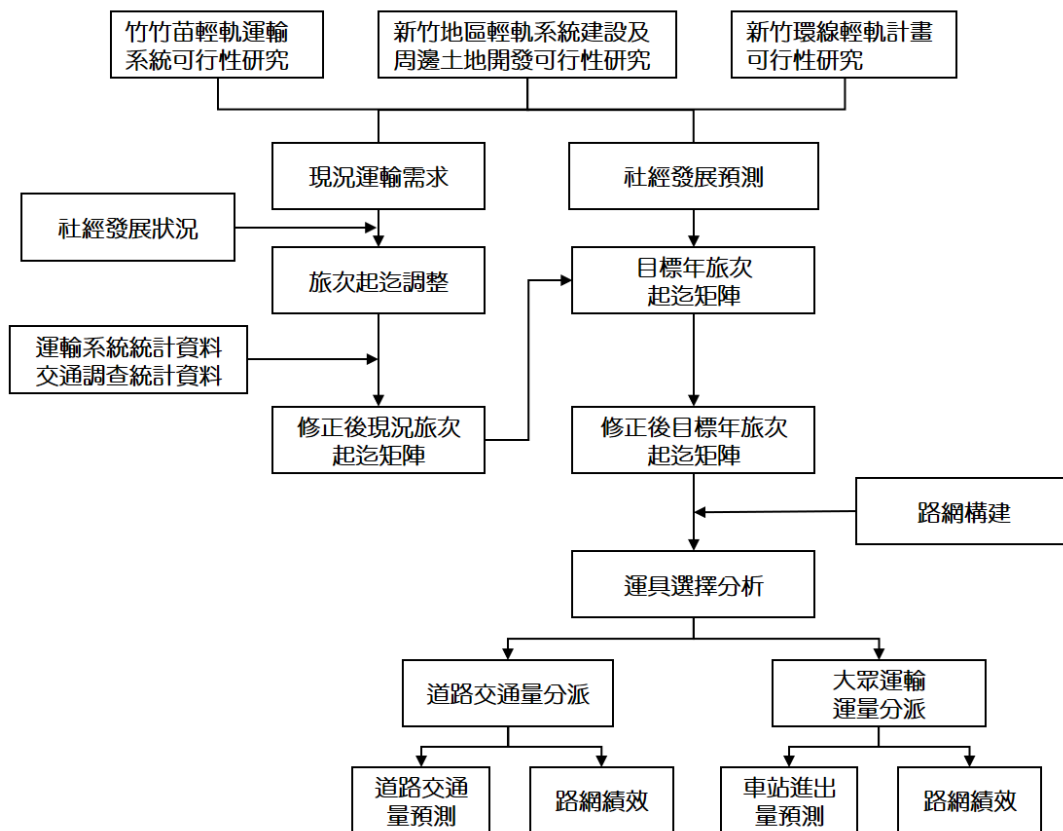 竹竹苗輕軌運輸
系統可行性研究
新竹地區輕軌系統建設及
周邊土地開發可行性研究
新竹環線輕軌計畫
可行性研究
現況運輸需求
社經發展預測
社經發展狀況
旅次起迄調整
目標年旅次
起迄矩陣
運輸系統統計資料
交通調查統計資料
修正後現況旅次
起迄矩陣
修正後目標年旅次
起迄矩陣
路網構建
運具選擇分析
道路交通量分派
大眾運輸
運量分派
道路交通
量預測
路網績效
車站進出
量預測
路網績效